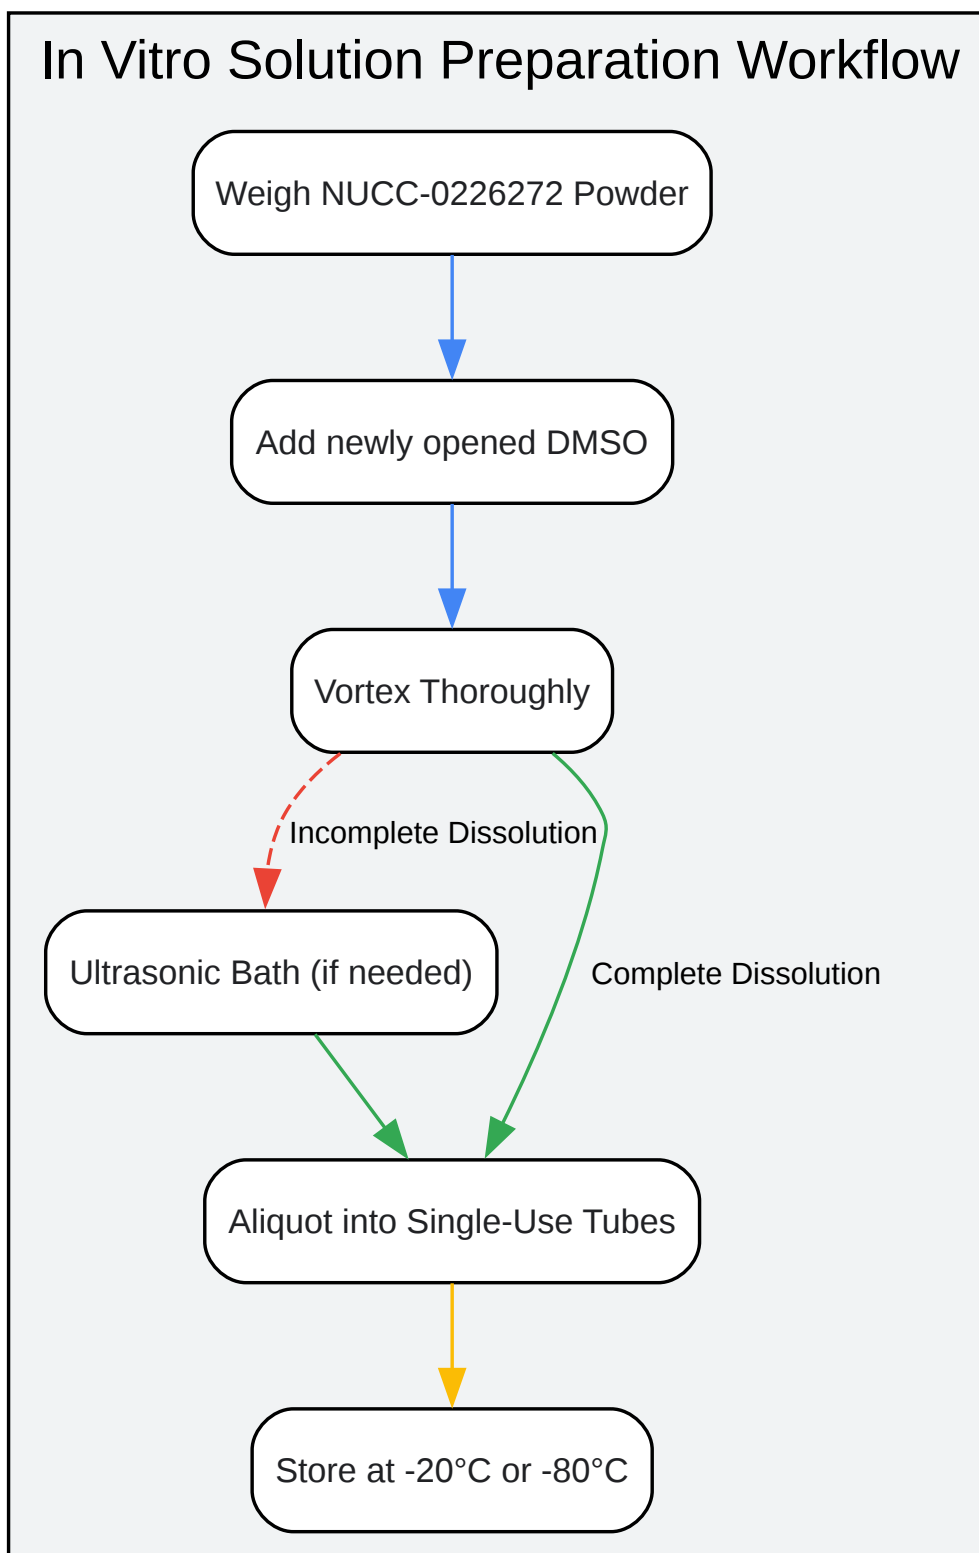 In Vitro Solution Preparation Workflow
Weigh NUCC-0226272 Powder
Add newly opened DMSO
Vortex Thoroughly
Incomplete Dissolution
Ultrasonic Bath (if needed)
Complete Dissolution
Aliquot into Single-Use Tubes
Store at -20°C or -80°C